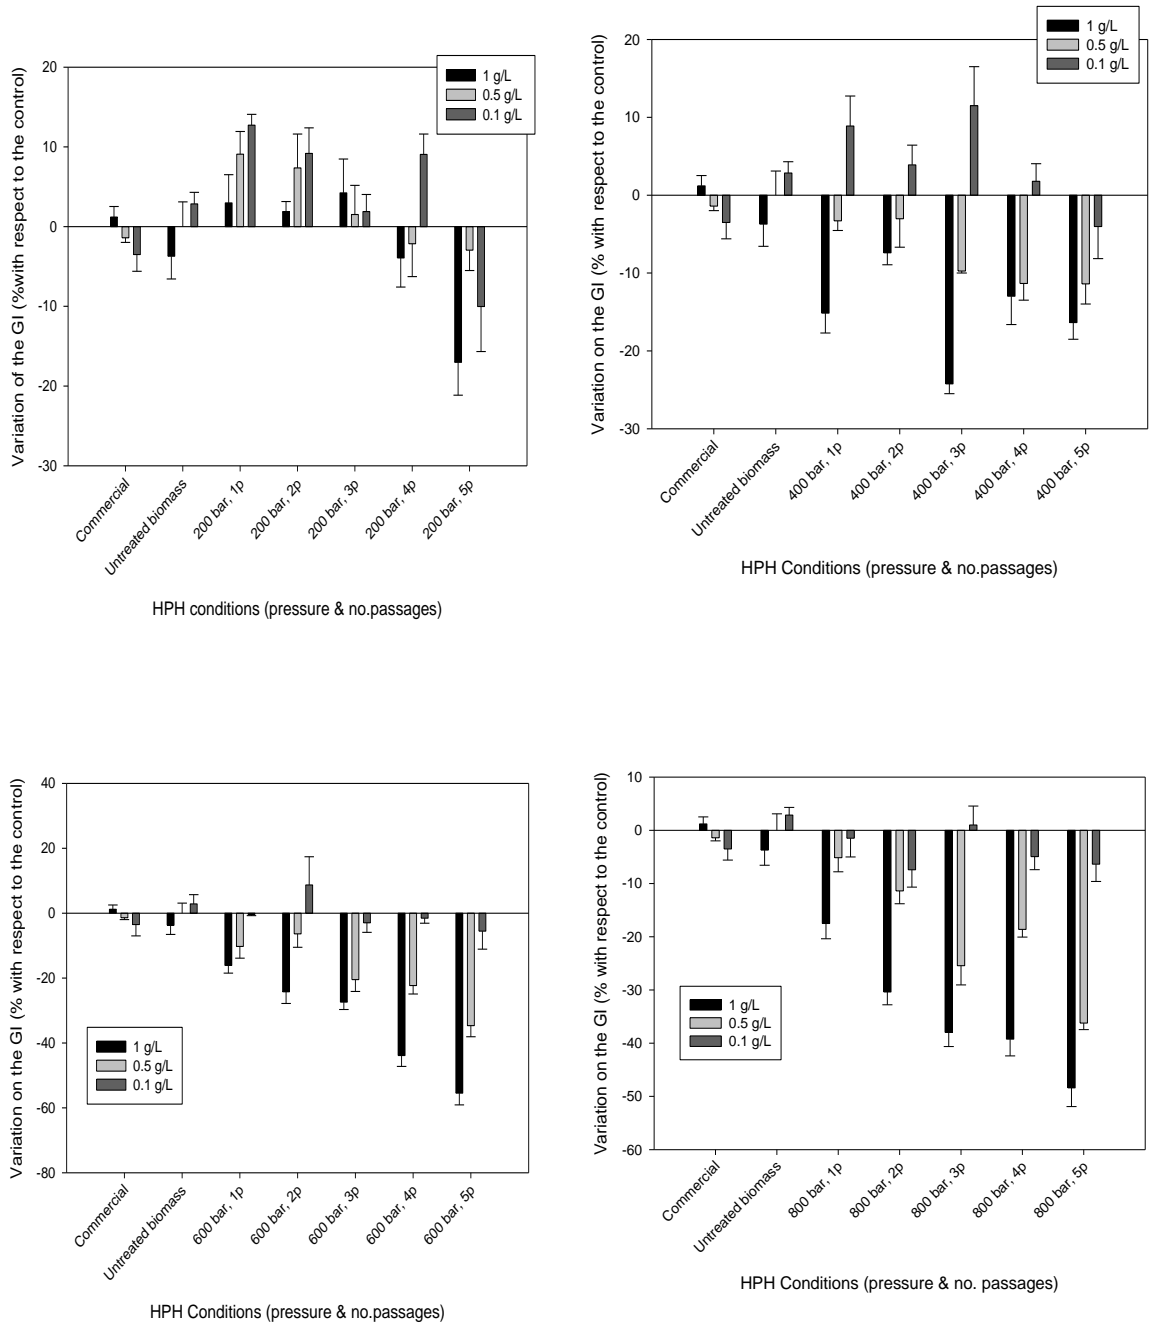 Variation of the GI (%with respect to the control)
20
10
0
-10
-20
-30
1 g/L
0.5 g/L
0.1 g/L
Commercial
Untreated biomass
200 bar, 1p
200 bar, 2p
200 bar, 3p
200 bar, 4p
200 bar, 5p
HPH conditions (pressure & no.passages)
Variation on the GI (% with respect to the control)
20
10
0
-10
-20
-30
1 g/L
0.5 g/L
0.1 g/L
Commercial
Untreated biomass
400 bar, 1p
400 bar, 2p
400 bar, 3p
400 bar, 4p
400 bar, 5p
HPH Conditions (pressure & no.passages)
Variation on the GI (% with respect to the control)
40
20
0
-20
-40
-60
-80
1 g/L
0.5 g/L
0.1 g/L
Commercial
Untreated biomass
600 bar, 1p
600 bar, 2p
600 bar, 3p
600 bar, 4p
600 bar, 5p
HPH Conditions (pressure & no.passages)
Variation on the GI (% with respect to the control)
10
0
-10
-20
-30
-40
-50
-60
1 g/L
0.5 g/L
0.1 g/L
Commercial
Untreated biomass
800 bar, 1p
800 bar, 2p
800 bar, 3p
800 bar, 4p
800 bar, 5p
HPH Conditions (pressure & no. passages)